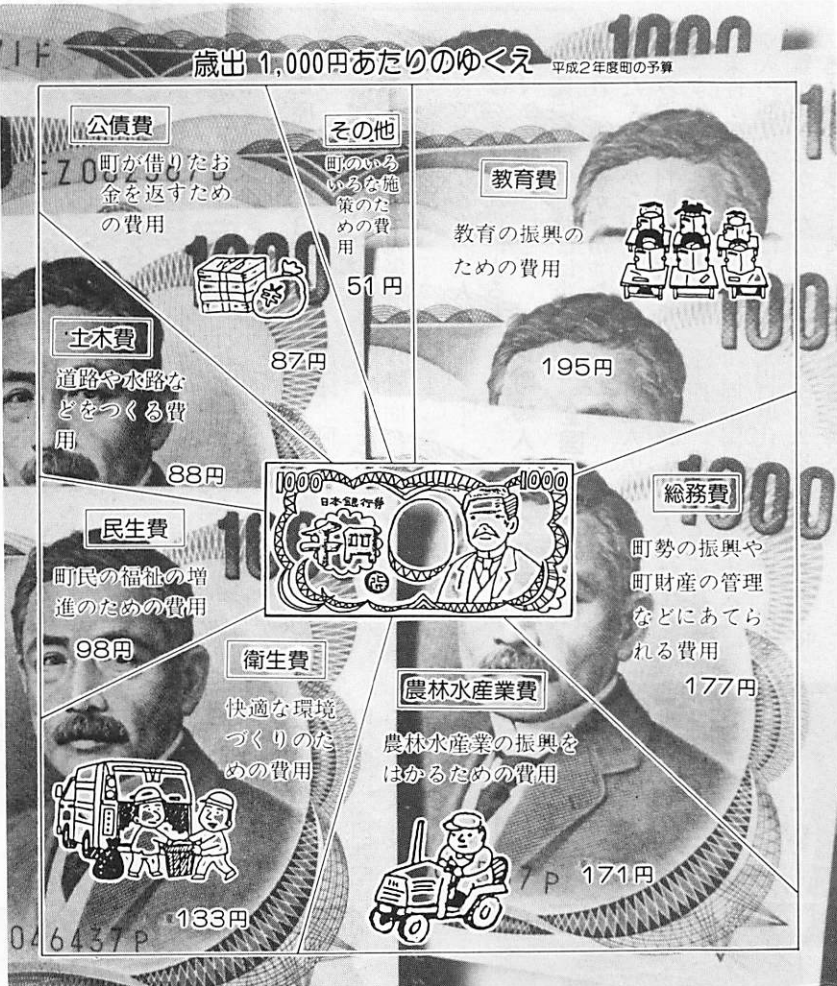 歳出 1,000円あたりのゆくえ 平成2年度町の予算
公債費
町が借りたお
金を返すため
の費用
87円
その他
町のいろ
いろな施
策のた
めの費
用
51円
教育費
教育の振興の
ための費用
195円
土木費
道路や水路な
どをつくる費
用
88円
総務費
町勢の振興や
町財産の管理
などにあてら
れる費用
177円
民生費
町民の福祉の増
進のための費用
98円
1000
1000
日本銀行券
衛生費
快適な環境
づくりのた
めの費用
133円
農林水産業費
農林水産業の振興を
はかるための費用
171円
1000
1000
1000
046437P
7P